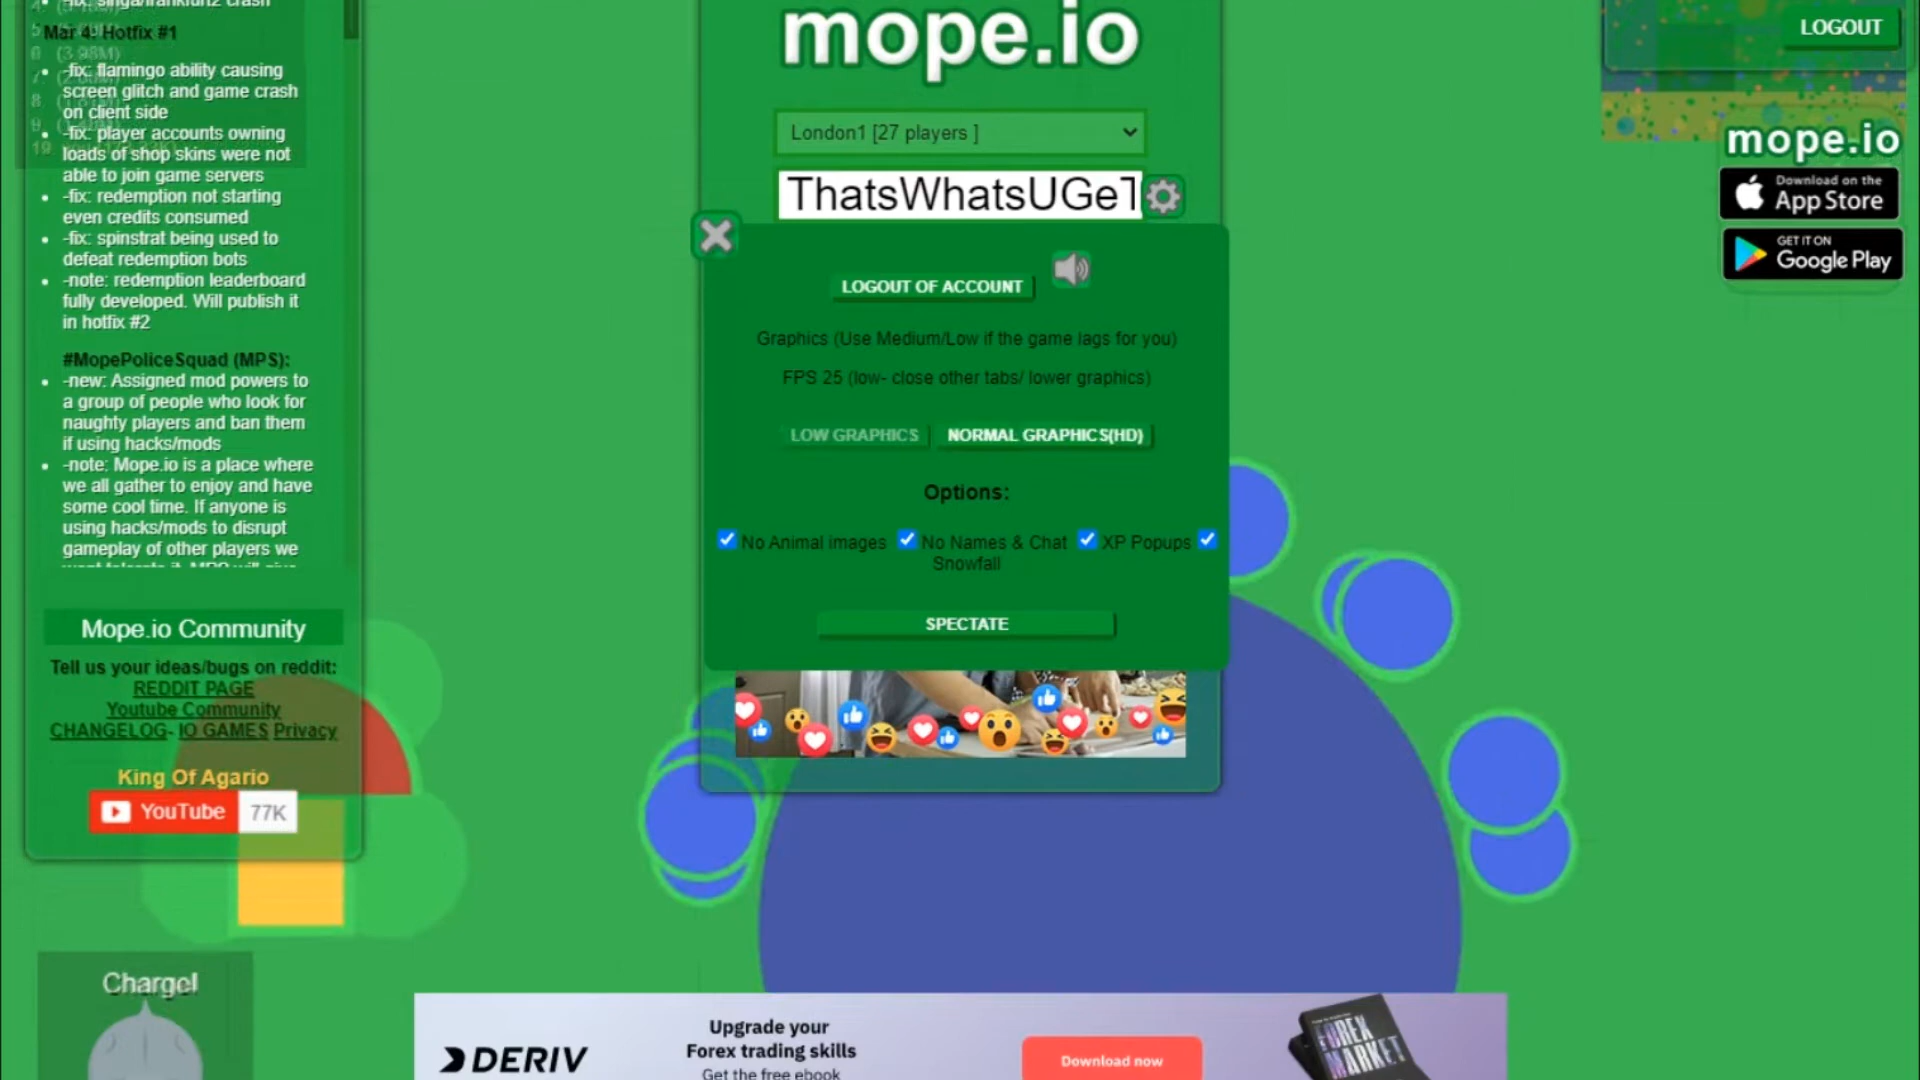 -fix: singa/frankfurt2 crash
Mar 4: Hotfix #1
-fix: flamingo ability causing
screen glitch and game crash
on client side
-fix: player accounts owning
loads of shop skins were not
able to join game servers
-fix: redemption not starting
even credits consumed
-fix: spinstrat being used to
defeat redemption bots
-note: redemption leaderboard
fully developed. Will publish it
in hotfix #2
#MopePoliceSquad (MPS):
-new: Assigned mod powers to
a group of people who look for
naughty players and ban them
if using hacks/mods
-note: Mope.io is a place where
we all gather to enjoy and have
some cool time. If anyone is
using hacks/mods to disrupt
gameplay of other players we
Mope.io Community
Tell us your ideas/bugs on reddit:
REDDIT PAGE
Youtube Community
CHANGELOG- IO GAMES Privacy
King Of Agario
YouTube 77K
Charge!
mope.io
London1 [27 players ]
ThatsWhatsUGeT
LOGOUT OF ACCOUNT
Graphics (Use Medium/Low if the game lags for you)
FPS 25 (low- close other tabs/ lower graphics)
LOW GRAPHICS NORMAL GRAPHICS(HD)
Options:
No Animal images No Names & Chat XP Popups
Snowfall
SPECTATE
LOGOUT
mope.io
Download on the
App Store
GET IT ON
Google Play
DERIV
Upgrade your
Forex trading skills
Get the free ebook
Download now
FOREX
MARKET